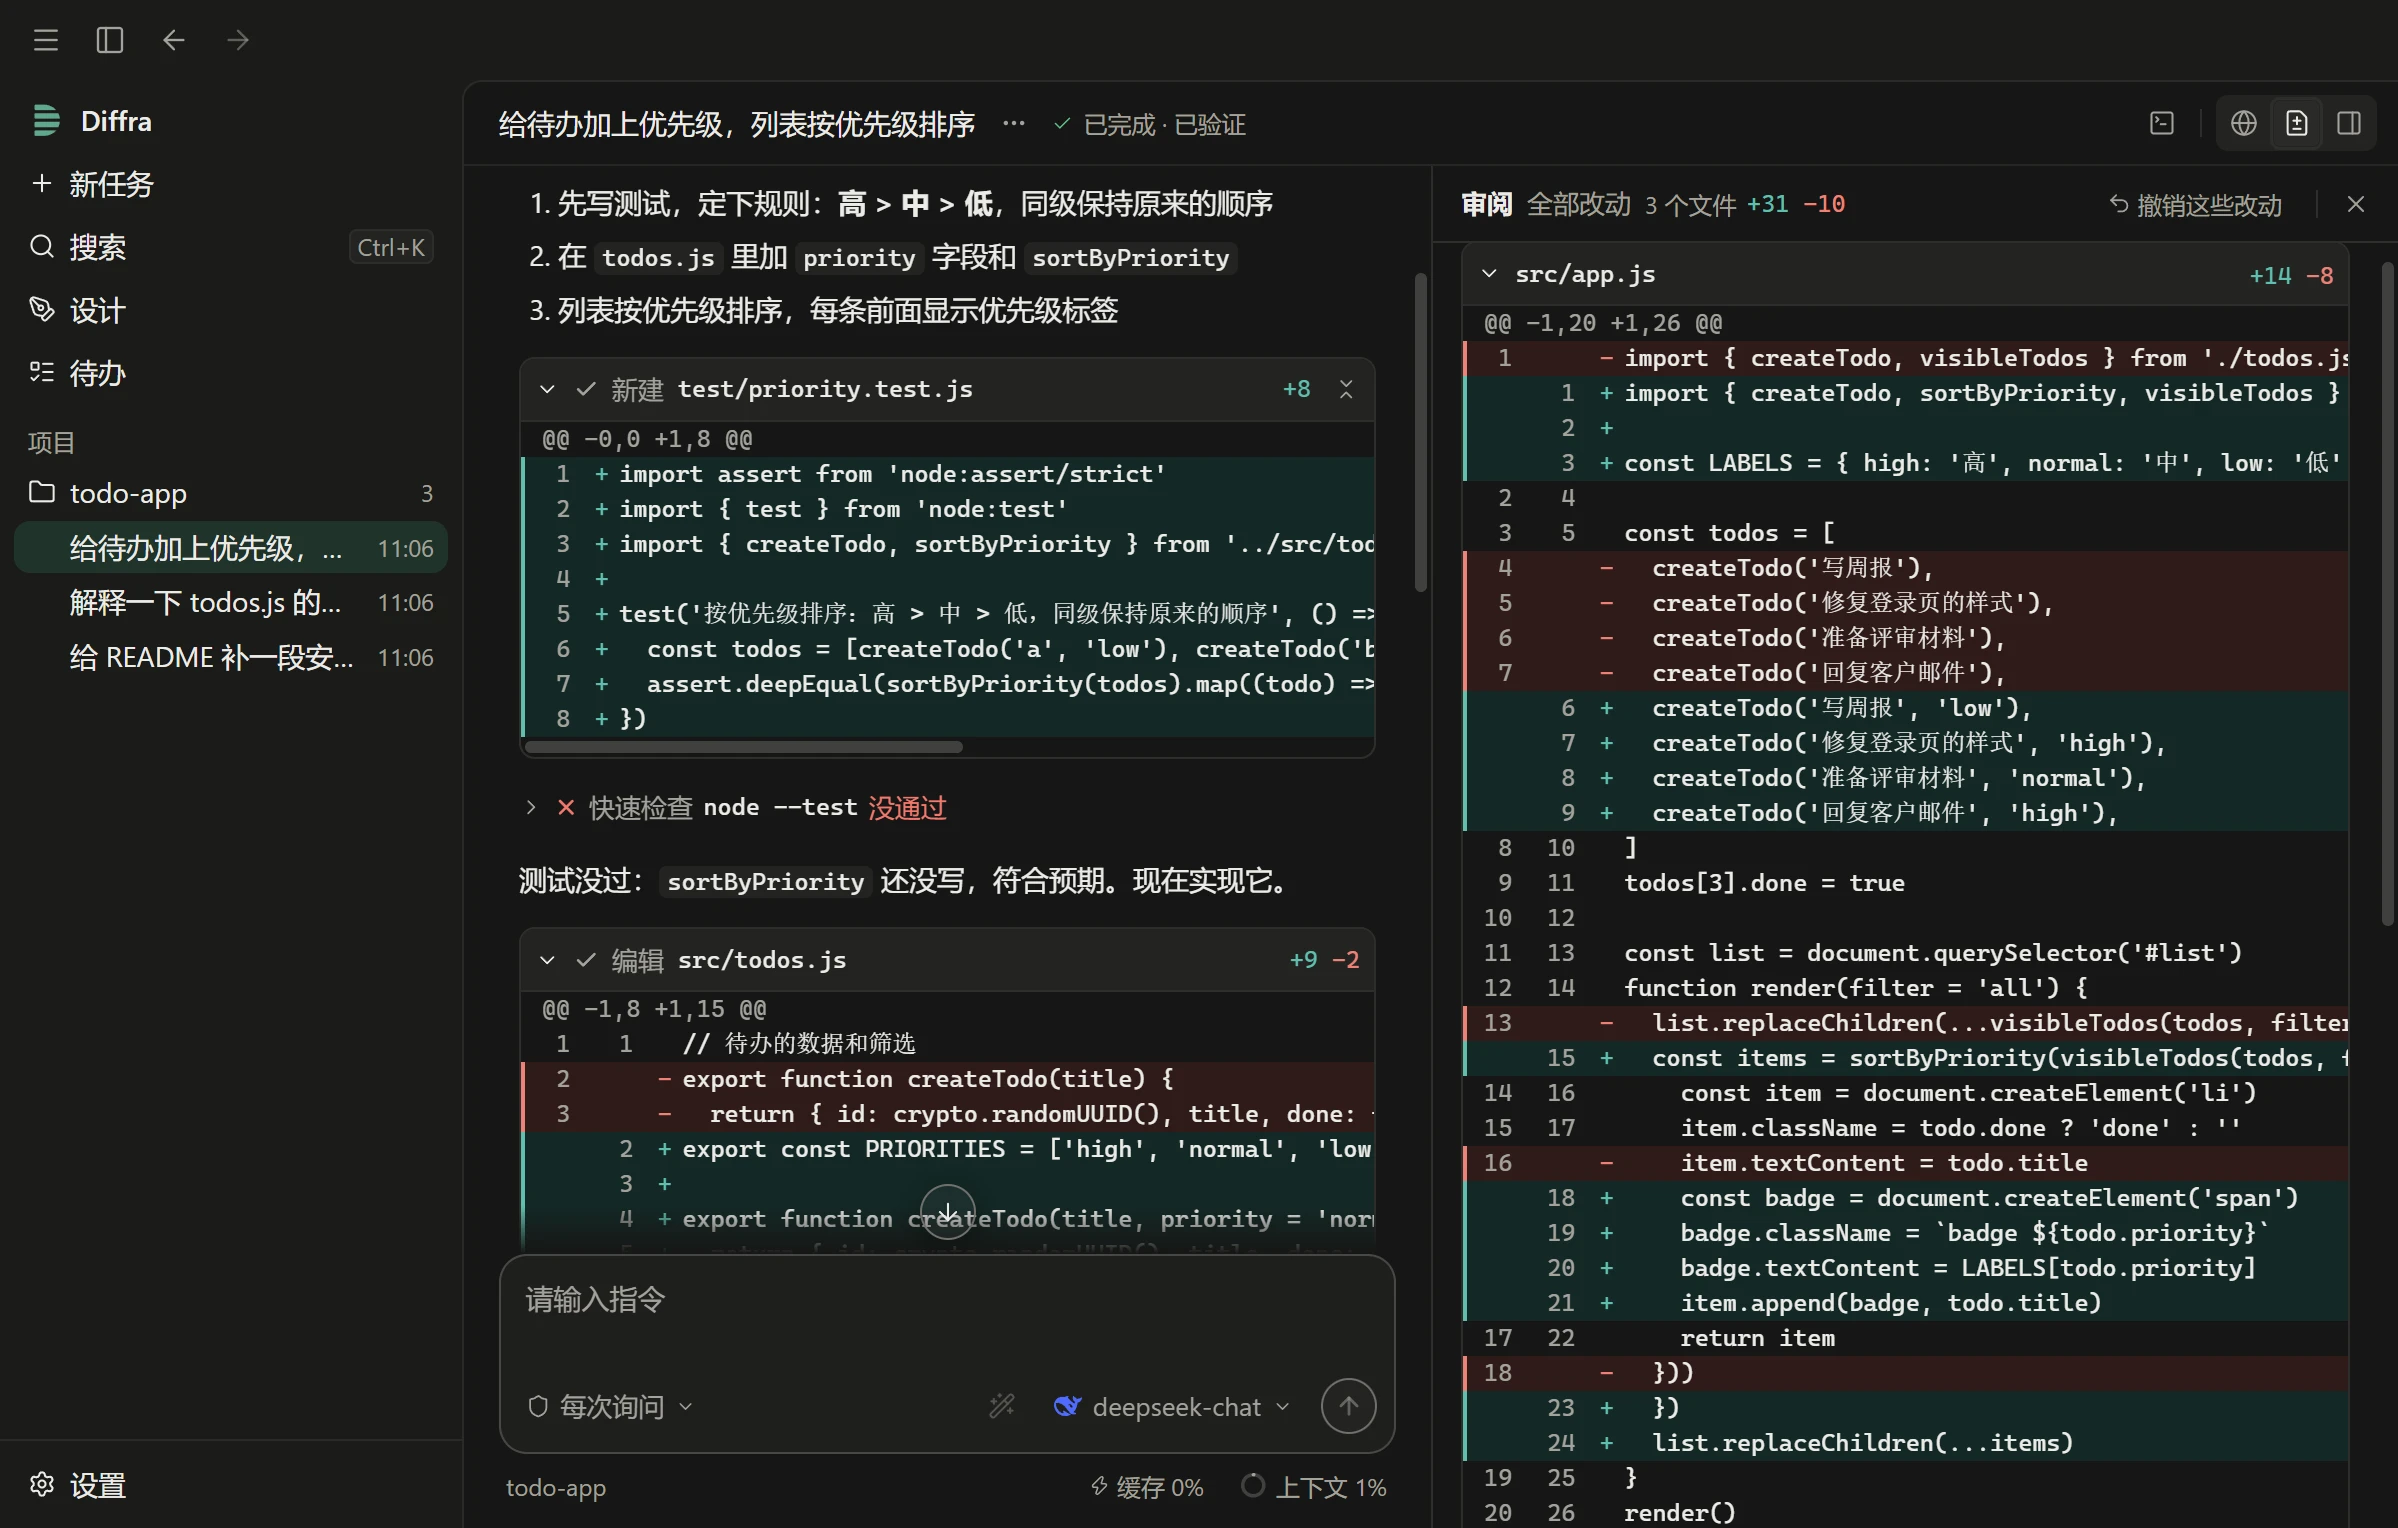 Diffra
新任务
搜索 Ctrl+K
设计
待办
项目
todo-app 3
给待办加上优先级，... 11:06
解释一下 todos.js 的... 11:06
给 README 补一段安... 11:06
设置
给待办加上优先级，列表按优先级排序 ··· 已完成 · 已验证
1. 先写测试，定下规则：高 > 中 > 低，同级保持原来的顺序
2. 在 todos.js 里加 priority 字段和 sortByPriority
3. 列表按优先级排序，每条前面显示优先级标签
新建 test/priority.test.js +8
@@ -0,0 +1,8 @@
1 + import assert from 'node:assert/strict'
2 + import { test } from 'node:test'
3 + import { createTodo, sortByPriority } from '../src/tod
4 +
5 + test('按优先级排序：高 > 中 > 低，同级保持原来的顺序', () =>
6 + const todos = [createTodo('a', 'low'), createTodo('b
7 + assert.deepEqual(sortByPriority(todos).map((todo) =>
8 + })
快速检查 node --test 没通过
测试没过： sortByPriority 还没写，符合预期。现在实现它。
编辑 src/todos.js +9 -2
@@ -1,8 +1,15 @@
1 1 // 待办的数据和筛选
2 - export function createTodo(title) {
3 - return { id: crypto.randomUUID(), title, done:
2 + export const PRIORITIES = ['high', 'normal', 'low
3 +
4 + export function createTodo(title, priority = 'nor
请输入指令
每次询问
deepseek-chat
todo-app
缓存 0%
上下文 1%
审阅 全部改动 3 个文件 +31 -10 撤销这些改动
src/app.js +14 -8
@@ -1,20 +1,26 @@
1 - import { createTodo, visibleTodos } from './todos.js
1 + import { createTodo, sortByPriority, visibleTodos }
2 +
3 + const LABELS = { high: '高', normal: '中', low: '低'
2 4
3 5 const todos = [
4 - createTodo('写周报'),
5 - createTodo('修复登录页的样式'),
6 - createTodo('准备评审材料'),
7 - createTodo('回复客户邮件'),
6 + createTodo('写周报', 'low'),
7 + createTodo('修复登录页的样式', 'high'),
8 + createTodo('准备评审材料', 'normal'),
9 + createTodo('回复客户邮件', 'high'),
8 10 ]
9 11 todos[3].done = true
10 12
11 13 const list = document.querySelector('#list')
12 14 function render(filter = 'all') {
13 - list.replaceChildren(...visibleTodos(todos, filter
15 + const items = sortByPriority(visibleTodos(todos, f
14 16 const item = document.createElement('li')
15 17 item.className = todo.done ? 'done' : ''
16 - item.textContent = todo.title
18 + const badge = document.createElement('span')
19 + badge.className = `badge ${todo.priority}`
20 + badge.textContent = LABELS[todo.priority]
21 + item.append(badge, todo.title)
17 22 return item
18 - }))
23 + })
24 + list.replaceChildren(...items)
19 25 }
20 26 render()